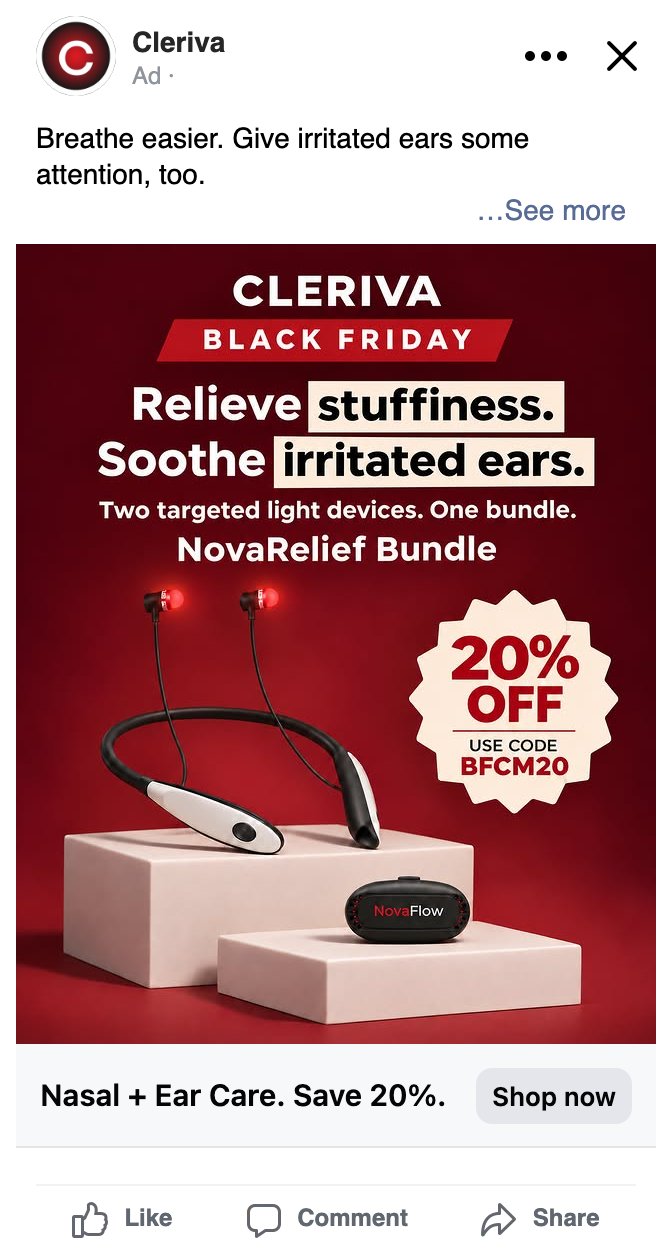 C
Cleriva
Ad ·
Breathe easier. Give irritated ears some
attention, too.
...See more
CLERIVA
BLACK FRIDAY
Relieve stuffiness.
Soothe irritated ears.
Two targeted light devices. One bundle.
NovaRelief Bundle
20%
OFF
USE CODE
BFCM20
NovaFlow
Nasal + Ear Care. Save 20%.
Shop now
Like
Comment
Share